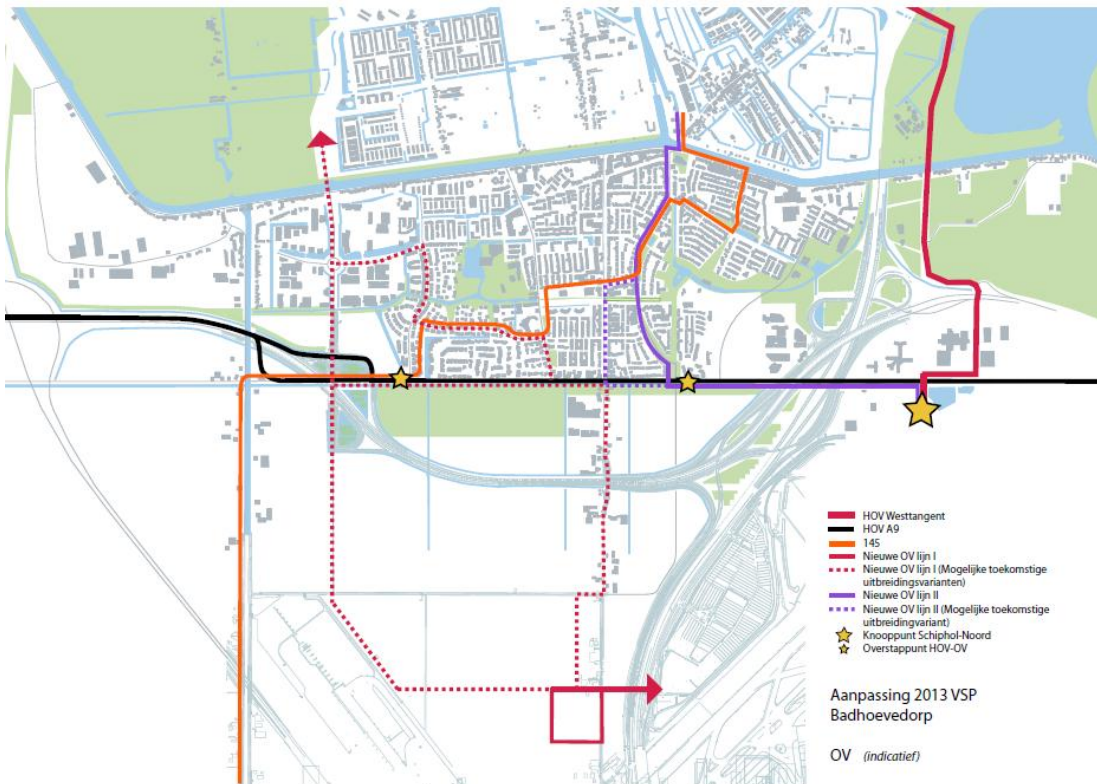 HOV Westtangent
HOV A9
145
Nieuwe OV lijn I
Nieuwe OV lijn I (Mogelijke toekomstige
uitbreidingsvarianten)
Nieuwe OV lijn II
Nieuwe OV lijn II (Mogelijke toekomstige
uitbreidingvariant)
Knooppunt Schiphol-Noord
Overstappunt HOV-OV
Aanpassing 2013 VSP
Badhoevedorp
OV (indicatief)